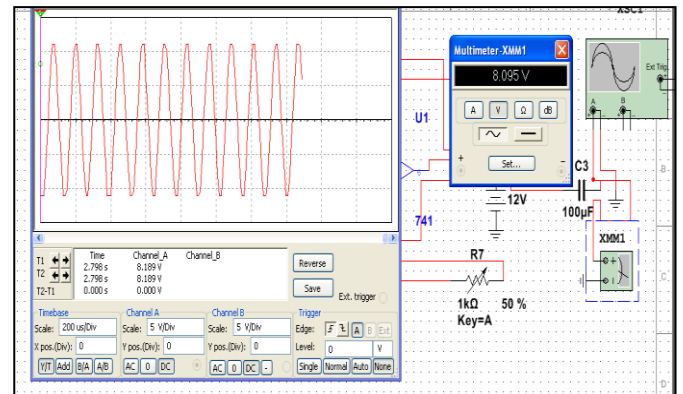 XSC1
Multimeter-XMM1
X
8.095 V
A V Ω dB
+ Set... -
Ext Trig
+
-
A B
+ - + -
U1
741
12V
C3
100µF
XMM1
R7
1kΩ 50 %
Key=A
B
C
D
Time Channel_A Channel_B
T1 2.798 s 8.189 V
T2 2.798 s 8.189 V
T2-T1 0.000 s 0.000 V
Reverse
Save
Ext. trigger
Timebase
Scale: 200 us/Div
X pos.(Div): 0
Y/T Add B/A A/B
Channel A
Scale: 5 V/Div
Y pos.(Div): 0
AC 0 DC
Channel B
Scale: 5 V/Div
Y pos.(Div): 0
AC 0 DC -
Trigger
Edge: A B Ext
Level: 0 V
Single Normal Auto None